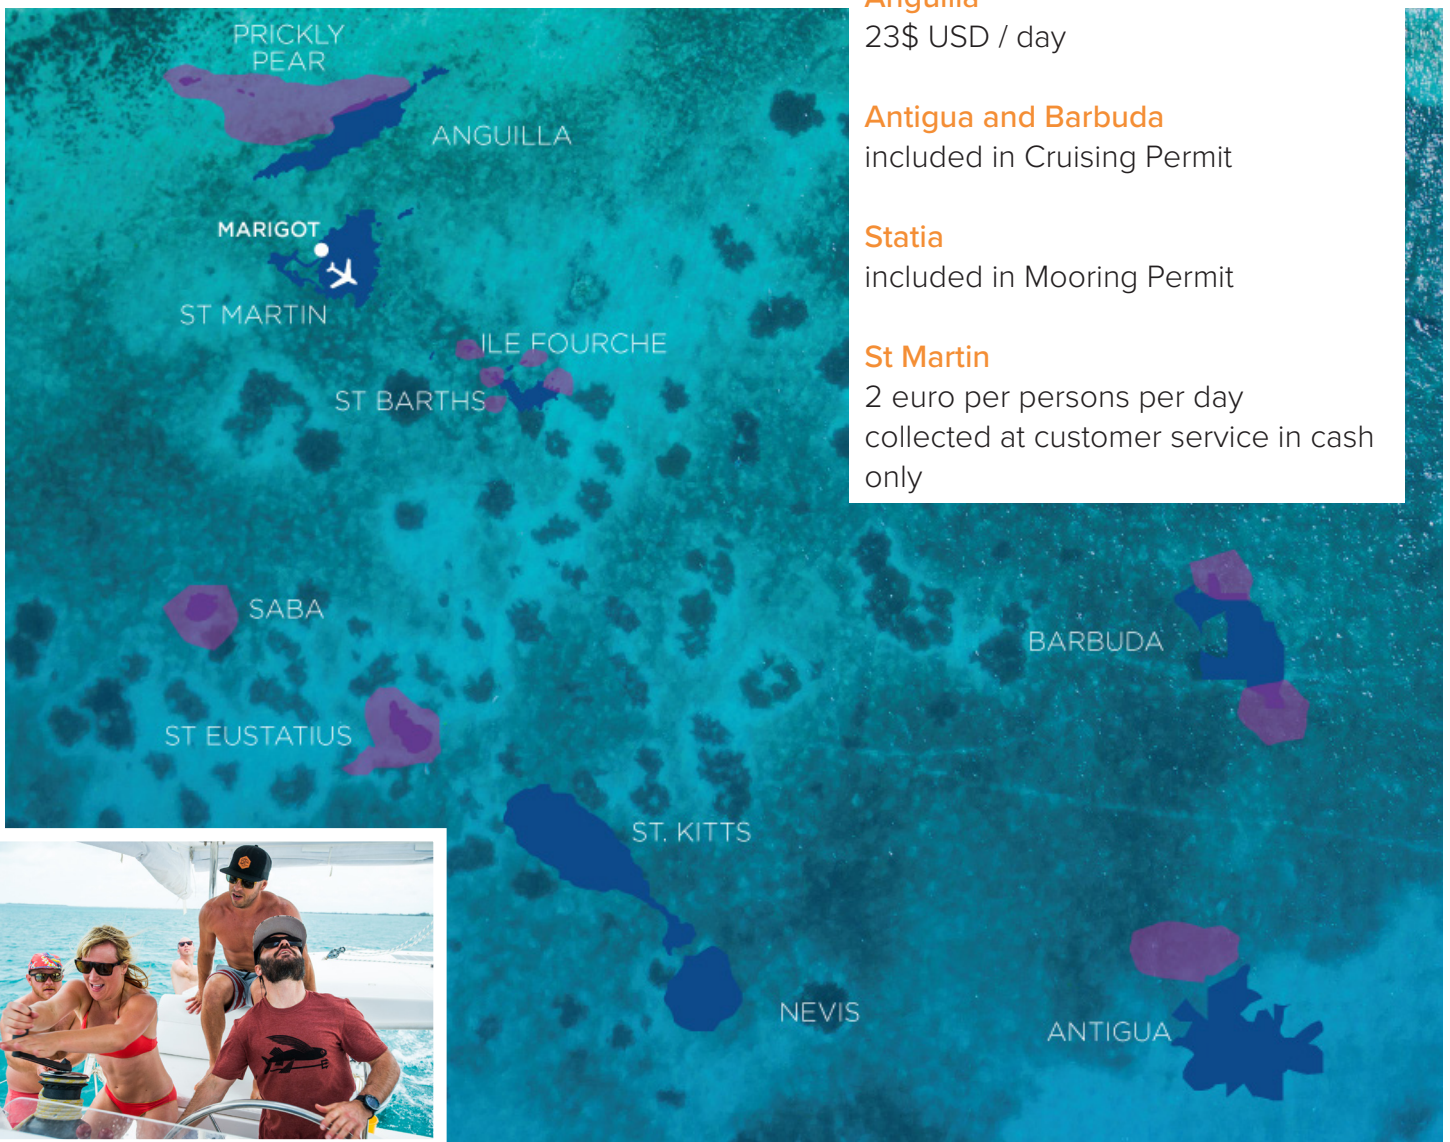 PRICKLY
PEAR
ANGUILLA
MARIGOT
ST MARTIN
ILE FOURCHE
ST BARTHS
SABA
ST EUSTATIUS
ST. KITTS
NEVIS
BARBUDA
ANTIGUA
Anguilla
23$ USD / day
Antigua and Barbuda
included in Cruising Permit
Statia
included in Mooring Permit
St Martin
2 euro per persons per day
collected at customer service in cash
only